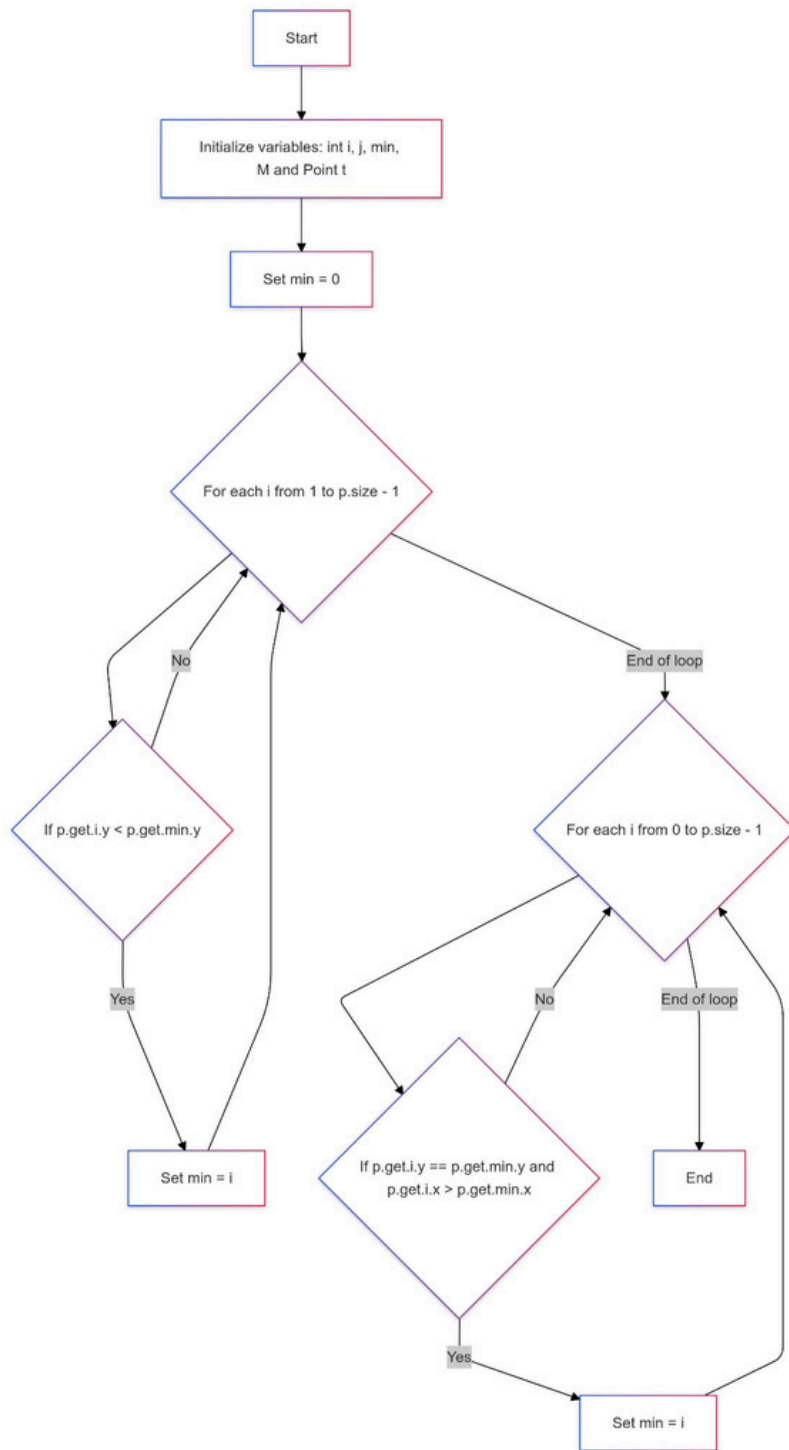 Start
Initialize variables: int i, j, min,
M and Point t
Set min = 0
For each i from 1 to p.size - 1
No
End of loop
If p.get.i.y < p.get.min.y
For each i from 0 to p.size - 1
Yes
No
End of loop
If p.get.i.y == p.get.min.y and
p.get.i.x > p.get.min.x
Set min = i
End
Yes
Set min = i